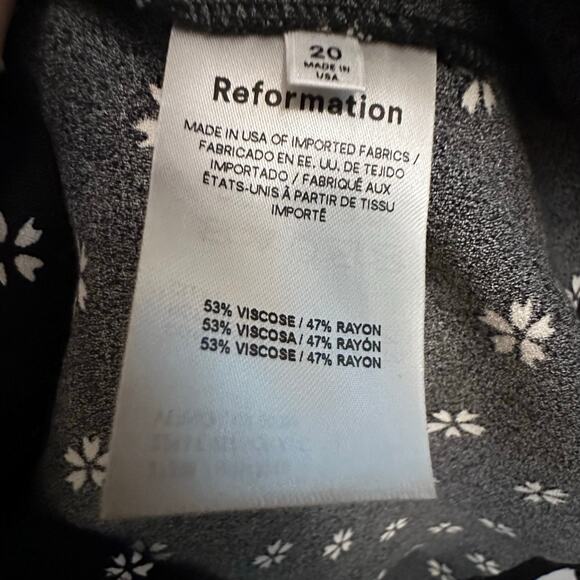 20
MADE IN
USA
Reformation
MADE IN USA OF IMPORTED FABRICS /
FABRICADO EN EE. UU. DE TEJIDO
IMPORTADO / FABRIQUÉ AUX
ÉTATS-UNIS À PARTIR DE TISSU
IMPORTÉ
53% VISCOSE / 47% RAYON
53% VISCOSA / 47% RAYÓN
53% VISCOSE / 47% RAYON